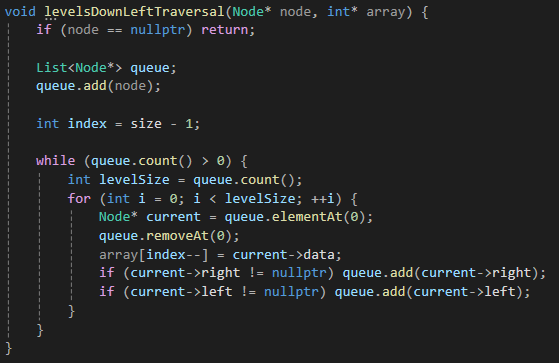 void levelsDownLeftTraversal(Node* node, int* array) {
    if (node == nullptr) return;

    List<Node*> queue;
    queue.add(node);

    int index = size - 1;

    while (queue.count() > 0) {
        int levelSize = queue.count();
        for (int i = 0; i < levelSize; ++i) {
            Node* current = queue.elementAt(0);
            queue.removeAt(0);
            array[index--] = current->data;
            if (current->right != nullptr) queue.add(current->right);
            if (current->left != nullptr) queue.add(current->left);
        }
    }
}